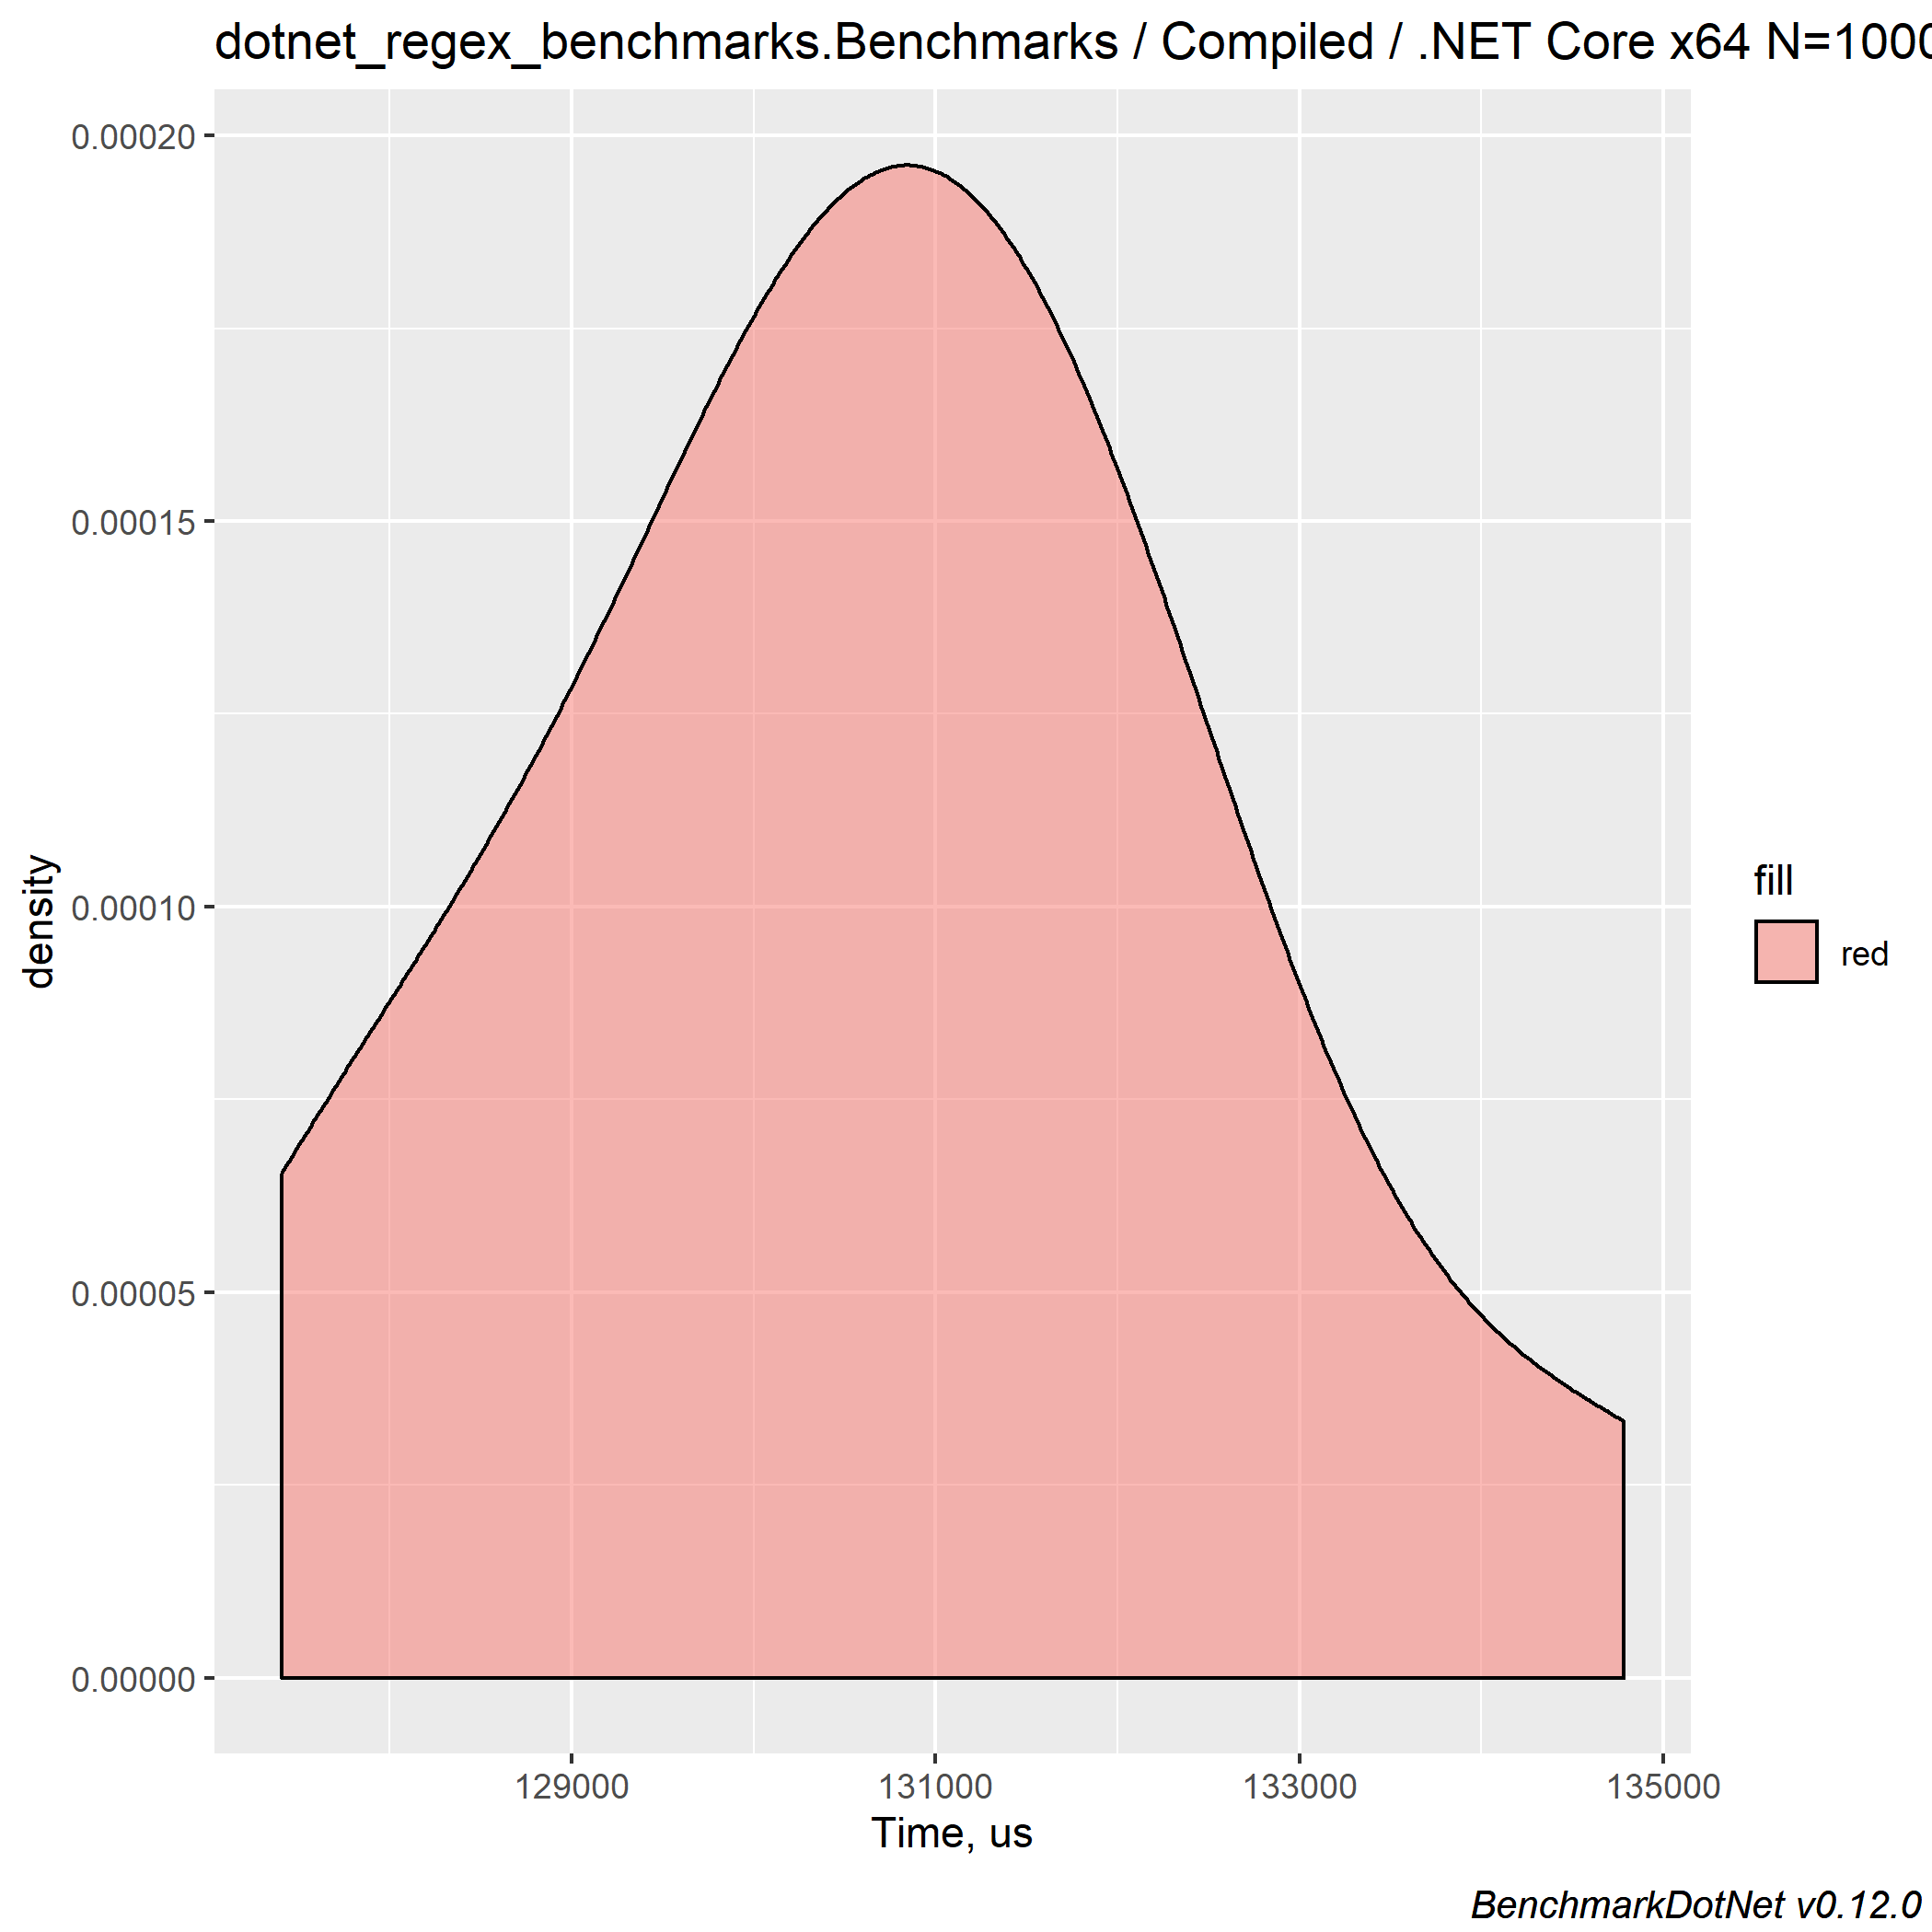 dotnet_regex_benchmarks.Benchmarks / Compiled / .NET Core x64 N=1000
0.00020
0.00015
0.00010
0.00005
0.00000
density
129000 131000 133000 135000
Time, us
fill
red
BenchmarkDotNet v0.12.0